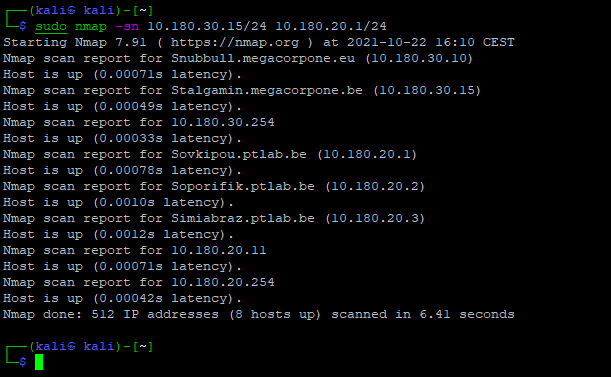 ┌──(kali㉿ kali)-[~]
└─$ sudo nmap -sn 10.180.30.15/24 10.180.20.1/24
Starting Nmap 7.91 ( https://nmap.org ) at 2021-10-22 16:10 CEST
Nmap scan report for Snubbull.megacorpone.eu (10.180.30.10)
Host is up (0.00071s latency).
Nmap scan report for Stalgamin.megacorpone.be (10.180.30.15)
Host is up (0.00049s latency).
Nmap scan report for 10.180.30.254
Host is up (0.00033s latency).
Nmap scan report for Sovkipou.ptlab.be (10.180.20.1)
Host is up (0.00078s latency).
Nmap scan report for Soporifik.ptlab.be (10.180.20.2)
Host is up (0.0010s latency).
Nmap scan report for Simiabraz.ptlab.be (10.180.20.3)
Host is up (0.0012s latency).
Nmap scan report for 10.180.20.11
Host is up (0.00071s latency).
Nmap scan report for 10.180.20.254
Host is up (0.00042s latency).
Nmap done: 512 IP addresses (8 hosts up) scanned in 6.41 seconds
┌──(kali㉿ kali)-[~]
└─$